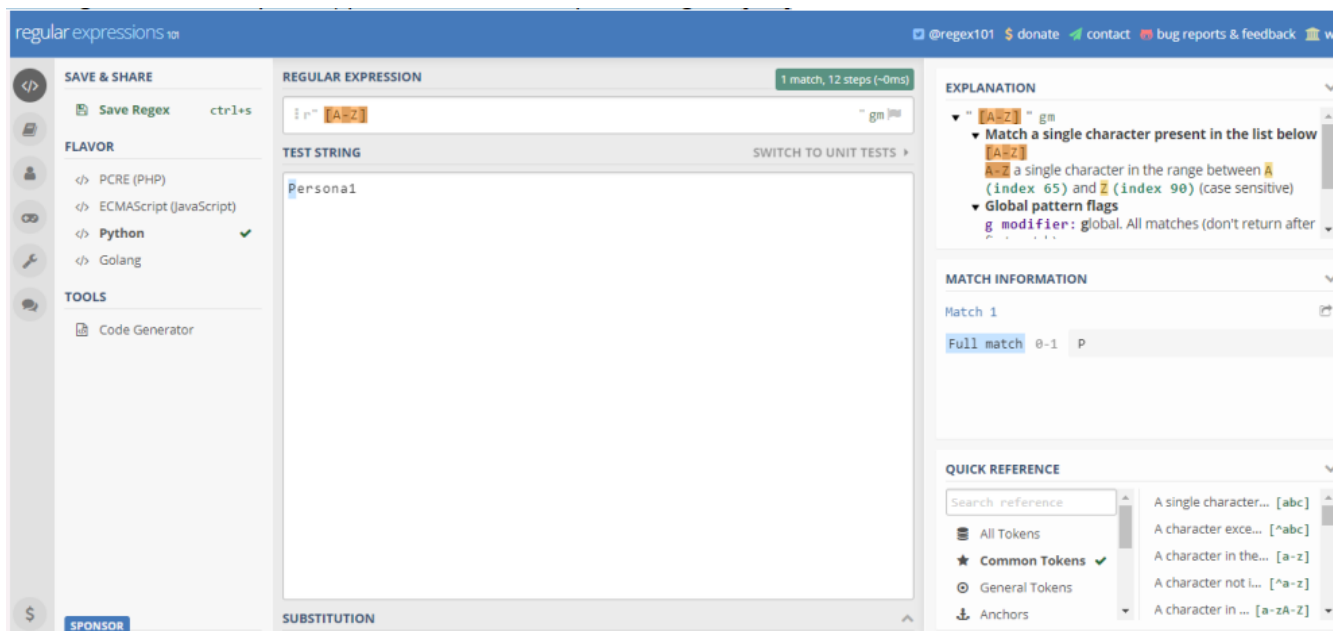 regular expressions 101
@regex101 $ donate contact bug reports & feedback w
SAVE & SHARE
Save Regex ctrl+s
FLAVOR
</> PCRE (PHP)
</> ECMAScript (JavaScript)
</> Python
</> Golang
TOOLS
Code Generator
SPONSOR
REGULAR EXPRESSION
1 match, 12 steps (~0ms)
r" [A-Z] " gm
TEST STRING
SWITCH TO UNIT TESTS
Persona1
SUBSTITUTION
EXPLANATION
" [A-Z] " gm
Match a single character present in the list below
[A-Z]
A-Z a single character in the range between A
(index 65) and Z (index 90) (case sensitive)
Global pattern flags
g modifier: global. All matches (don't return after
MATCH INFORMATION
Match 1
Full match 0-1 P
QUICK REFERENCE
Search reference
All Tokens
Common Tokens
General Tokens
Anchors
A single character... [abc]
A character exce... [^abc]
A character in the... [a-z]
A character not i... [^a-z]
A character in ... [a-zA-Z]